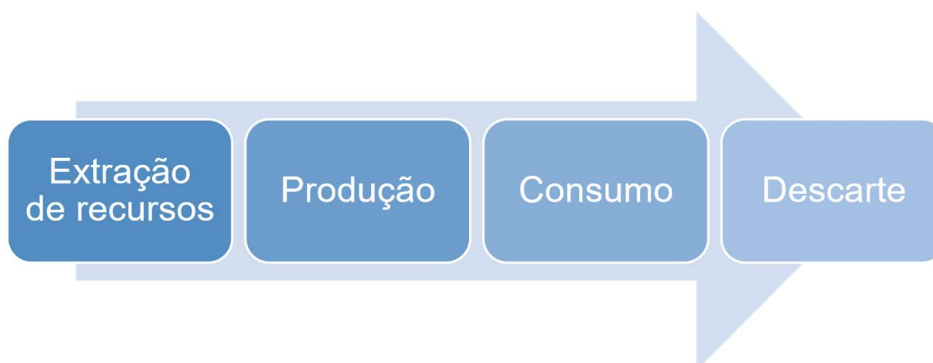 Extração
de recursos
Produção
Consumo
Descarte